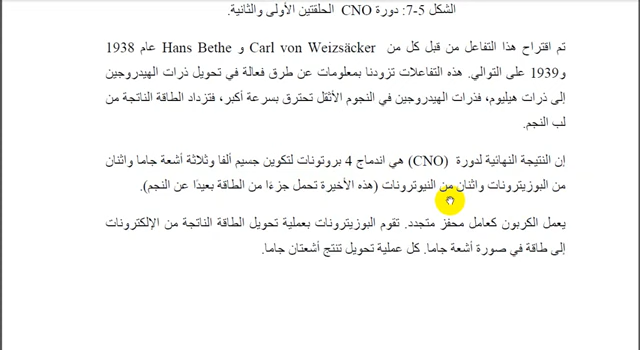 الشكل 5-7: دورة CNO الحلقتين الأولى والثانية.
تم اقتراح هذا التفاعل من قبل كل من Carl von Weizsäcker و Hans Bethe عام 1938
و1939 على التوالي. هذه التفاعلات تزودنا بمعلومات عن طرق فعالة في تحويل ذرات الهيدروجين
إلى ذرات هيليوم، فذرات الهيدروجين في النجوم الأثقل تحترق بسرعة أكبر، فتزداد الطاقة الناتجة من
لب النجم.
إن النتيجة النهائية لدورة (CNO) هي اندماج 4 بروتونات لتكوين جسيم ألفا وثلاثة أشعة جاما واثنان
من البوزيترونات واثنان من النيوترونات (هذه الأخيرة تحمل جزءًا من الطاقة بعيدًا عن النجم).
يعمل الكربون كعامل محفز متجدد. تقوم البوزيترونات بعملية تحويل الطاقة الناتجة من الإلكترونات
إلى طاقة في صورة أشعة جاما. كل عملية تحويل تنتج أشعتان جاما.